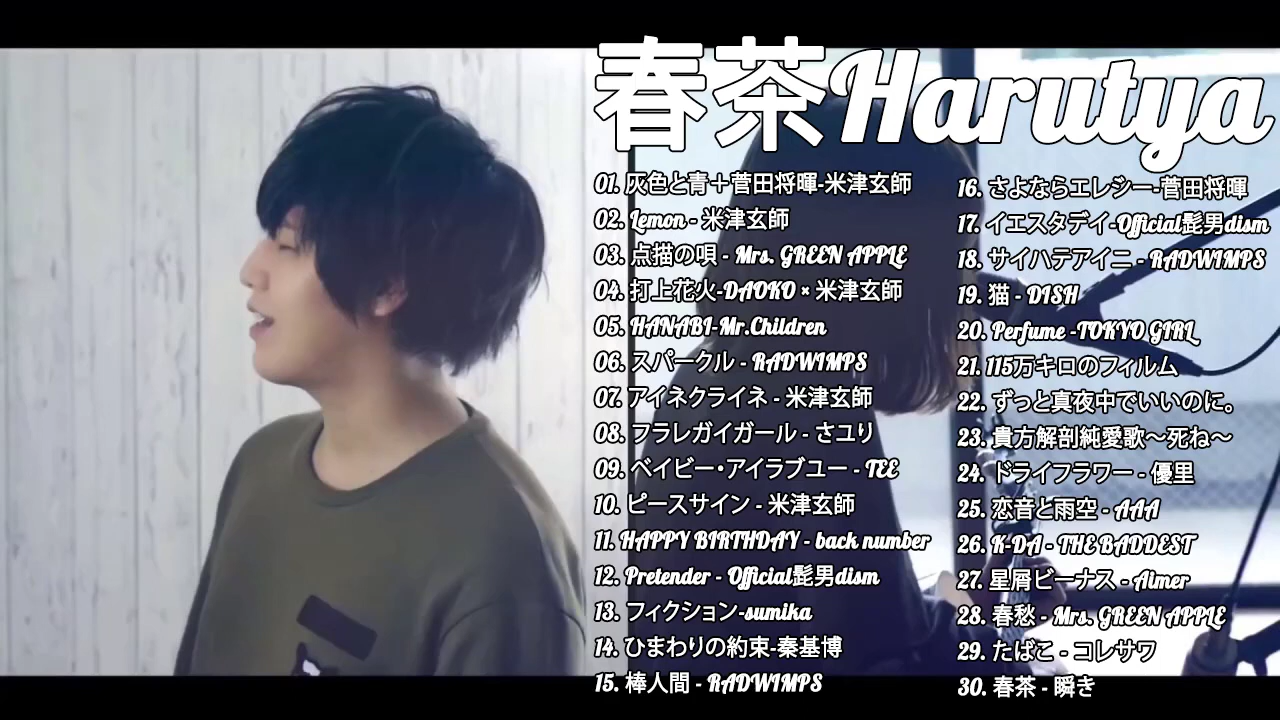 春茶Harutya
01. 灰色と青＋菅田将暉-米津玄師
02. Lemon - 米津玄師
03. 点描の唄 - Mrs. GREEN APPLE
04. 打上花火-DAOKO × 米津玄師
05. HANABI-Mr.Children
06. スパークル - RADWIMPS
07. アイネクライネ - 米津玄師
08. フラレガイガール - さユり
09. ベイビー・アイラブユー - TEE
10. ピースサイン - 米津玄師
11. HAPPY BIRTHDAY - back number
12. Pretender - Official髭男dism
13. フィクション-sumika
14. ひまわりの約束-秦基博
15. 棒人間 - RADWIMPS
16. さよならエレジー-菅田将暉
17. イエスタデイ-Official髭男dism
18. サイハテアイニ - RADWIMPS
19. 猫 - DISH
20. Perfume -TOKYO GIRL
21. 115万キロのフィルム
22. ずっと真夜中でいいのに。
23. 貴方解剖純愛歌～死ね～
24. ドライフラワー - 優里
25. 恋音と雨空 - AAA
26. K-DA - THE BADDEST
27. 星屑ビーナス - Aimer
28. 春愁 - Mrs. GREEN APPLE
29. たばこ - コレサワ
30. 春茶 - 瞬き